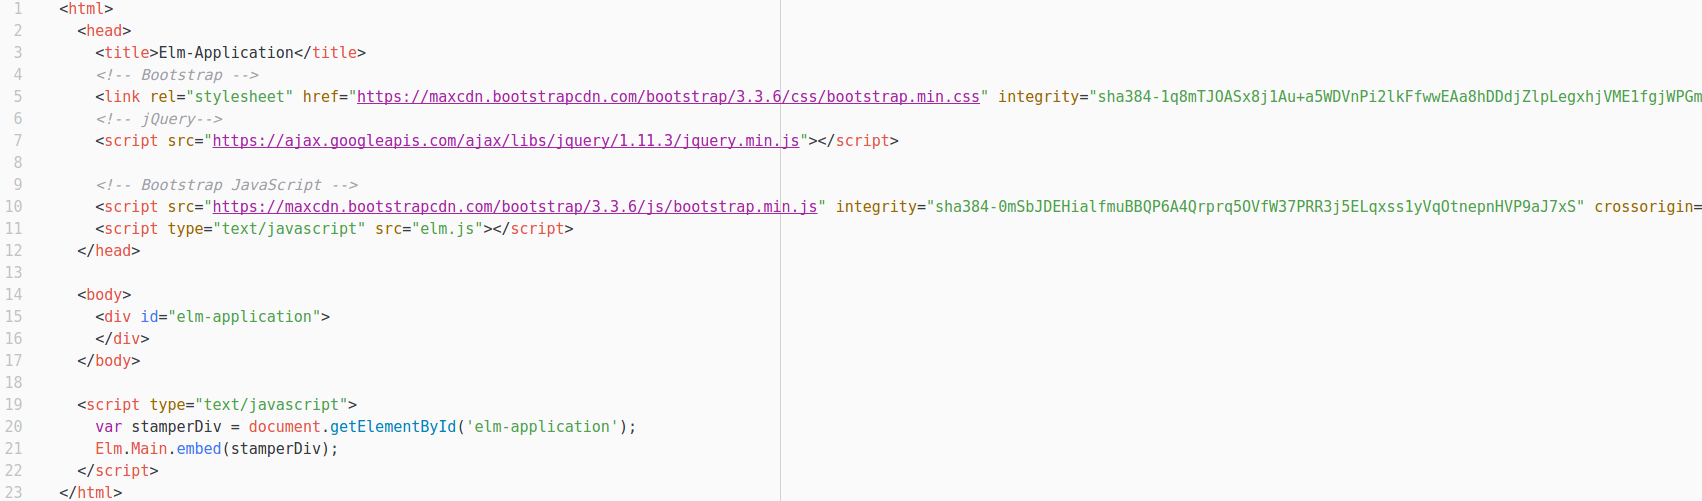 1 <html>
2 <head>
3 <title>Elm-Application</title>
4 <!-- Bootstrap -->
5 <link rel="stylesheet" href="https://maxcdn.bootstrapcdn.com/bootstrap/3.3.6/css/bootstrap.min.css" integrity="sha384-1q8mTJOASx8j1Au+a5WDVnPi2lkFfwwEAa8hDDdjZlpLegxhjVME1fgjWPGm
6 <!-- jQuery-->
7 <script src="https://ajax.googleapis.com/ajax/libs/jquery/1.11.3/jquery.min.js"></script>
8
9 <!-- Bootstrap JavaScript -->
10 <script src="https://maxcdn.bootstrapcdn.com/bootstrap/3.3.6/js/bootstrap.min.js" integrity="sha384-0mSbJDEHialfmuBBQP6A4Qrprq5OVfW37PRR3j5ELqxss1yVqOtnepnHVP9aJ7xS" crossorigin=
11 <script type="text/javascript" src="elm.js"></script>
12 </head>
13
14 <body>
15 <div id="elm-application">
16 </div>
17 </body>
18
19 <script type="text/javascript">
20 var stamperDiv = document.getElementById('elm-application');
21 Elm.Main.embed(stamperDiv);
22 </script>
23 </html>